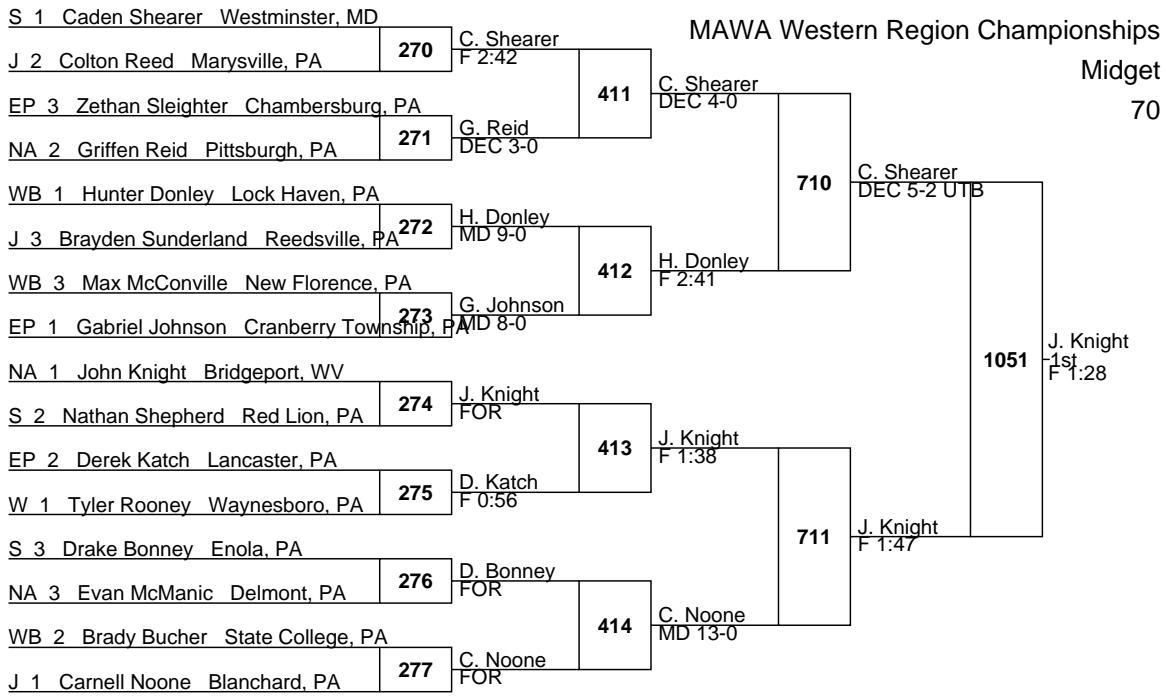 MAWA Western Region Championships
Midget
70
S 1 Caden Shearer Westminster, MD
J 2 Colton Reed Marysville, PA
EP 3 Zethan Sleighter Chambersburg, PA
NA 2 Griffen Reid Pittsburgh, PA
WB 1 Hunter Donley Lock Haven, PA
J 3 Brayden Sunderland Reedsville, PA
WB 3 Max McConville New Florence, PA
EP 1 Gabriel Johnson Cranberry Township, PA
NA 1 John Knight Bridgeport, WV
S 2 Nathan Shepherd Red Lion, PA
EP 2 Derek Katch Lancaster, PA
W 1 Tyler Rooney Waynesboro, PA
S 3 Drake Bonney Enola, PA
NA 3 Evan McManic Delmont, PA
WB 2 Brady Bucher State College, PA
J 1 Carnell Noone Blanchard, PA
270
C. Shearer
F 2:42
271
G. Reid
DEC 3-0
272
H. Donley
MD 9-0
273
G. Johnson
MD 8-0
274
J. Knight
FOR
275
D. Katch
F 0:56
276
D. Bonney
FOR
277
C. Noone
FOR
411
C. Shearer
DEC 4-0
412
H. Donley
F 2:41
413
J. Knight
F 1:38
414
C. Noone
MD 13-0
710
C. Shearer
DEC 5-2 UTB
711
J. Knight
F 1:47
1051
J. Knight
1st
F 1:28